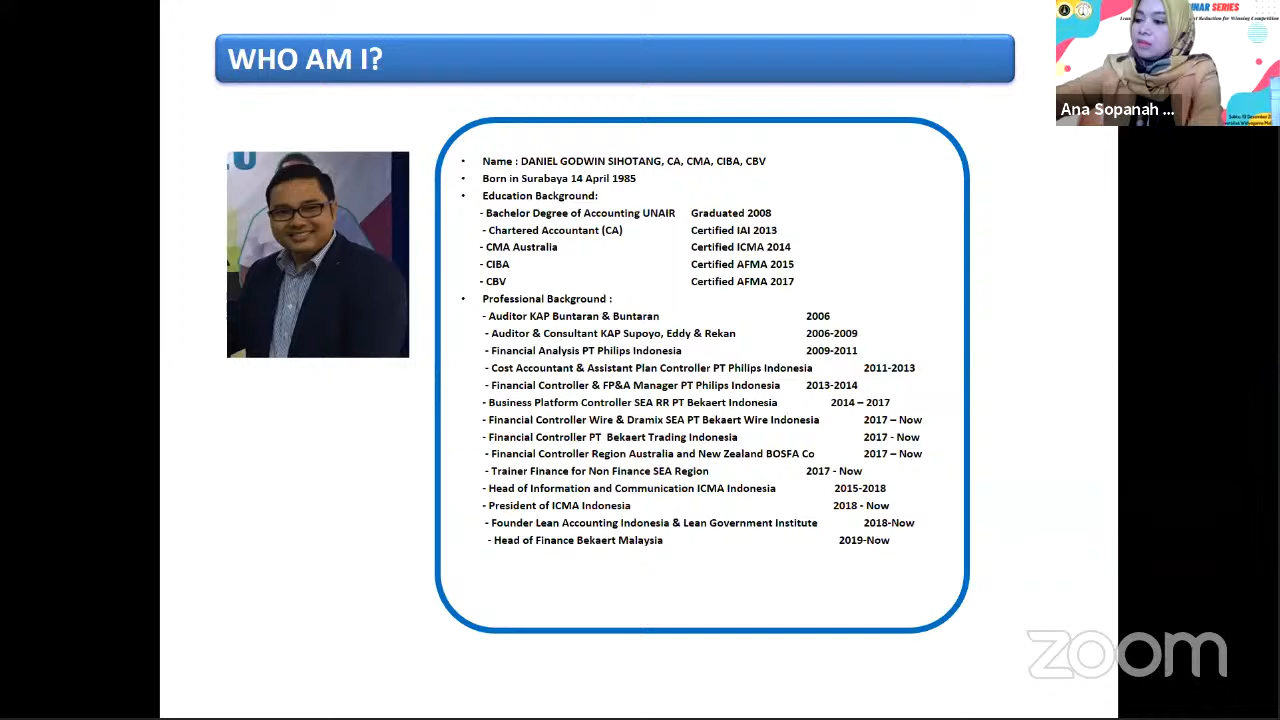 WHO AM I?
• Name : DANIEL GODWIN SIHOTANG, CA, CMA, CIBA, CBV
• Born in Surabaya 14 April 1985
• Education Background:
- Bachelor Degree of Accounting UNAIR Graduated 2008
- Chartered Accountant (CA) Certified IAI 2013
- CMA Australia Certified ICMA 2014
- CIBA Certified AFMA 2015
- CBV Certified AFMA 2017
• Professional Background :
- Auditor KAP Buntaran & Buntaran 2006
- Auditor & Consultant KAP Supoyo, Eddy & Rekan 2006-2009
- Financial Analysis PT Philips Indonesia 2009-2011
- Cost Accountant & Assistant Plan Controller PT Philips Indonesia 2011-2013
- Financial Controller & FP&A Manager PT Philips Indonesia 2013-2014
- Business Platform Controller SEA RR PT Bekaert Indonesia 2014 – 2017
- Financial Controller Wire & Dramix SEA PT Bekaert Wire Indonesia 2017 – Now
- Financial Controller PT Bekaert Trading Indonesia 2017 - Now
- Financial Controller Region Australia and New Zealand BOSFA Co 2017 – Now
- Trainer Finance for Non Finance SEA Region 2017 - Now
- Head of Information and Communication ICMA Indonesia 2015-2018
- President of ICMA Indonesia 2018 - Now
- Founder Lean Accounting Indonesia & Lean Government Institute 2018-Now
- Head of Finance Bekaert Malaysia 2019-Now
SERIES
Reduction for Winning Competition
Ana Sopanah ...
zoom